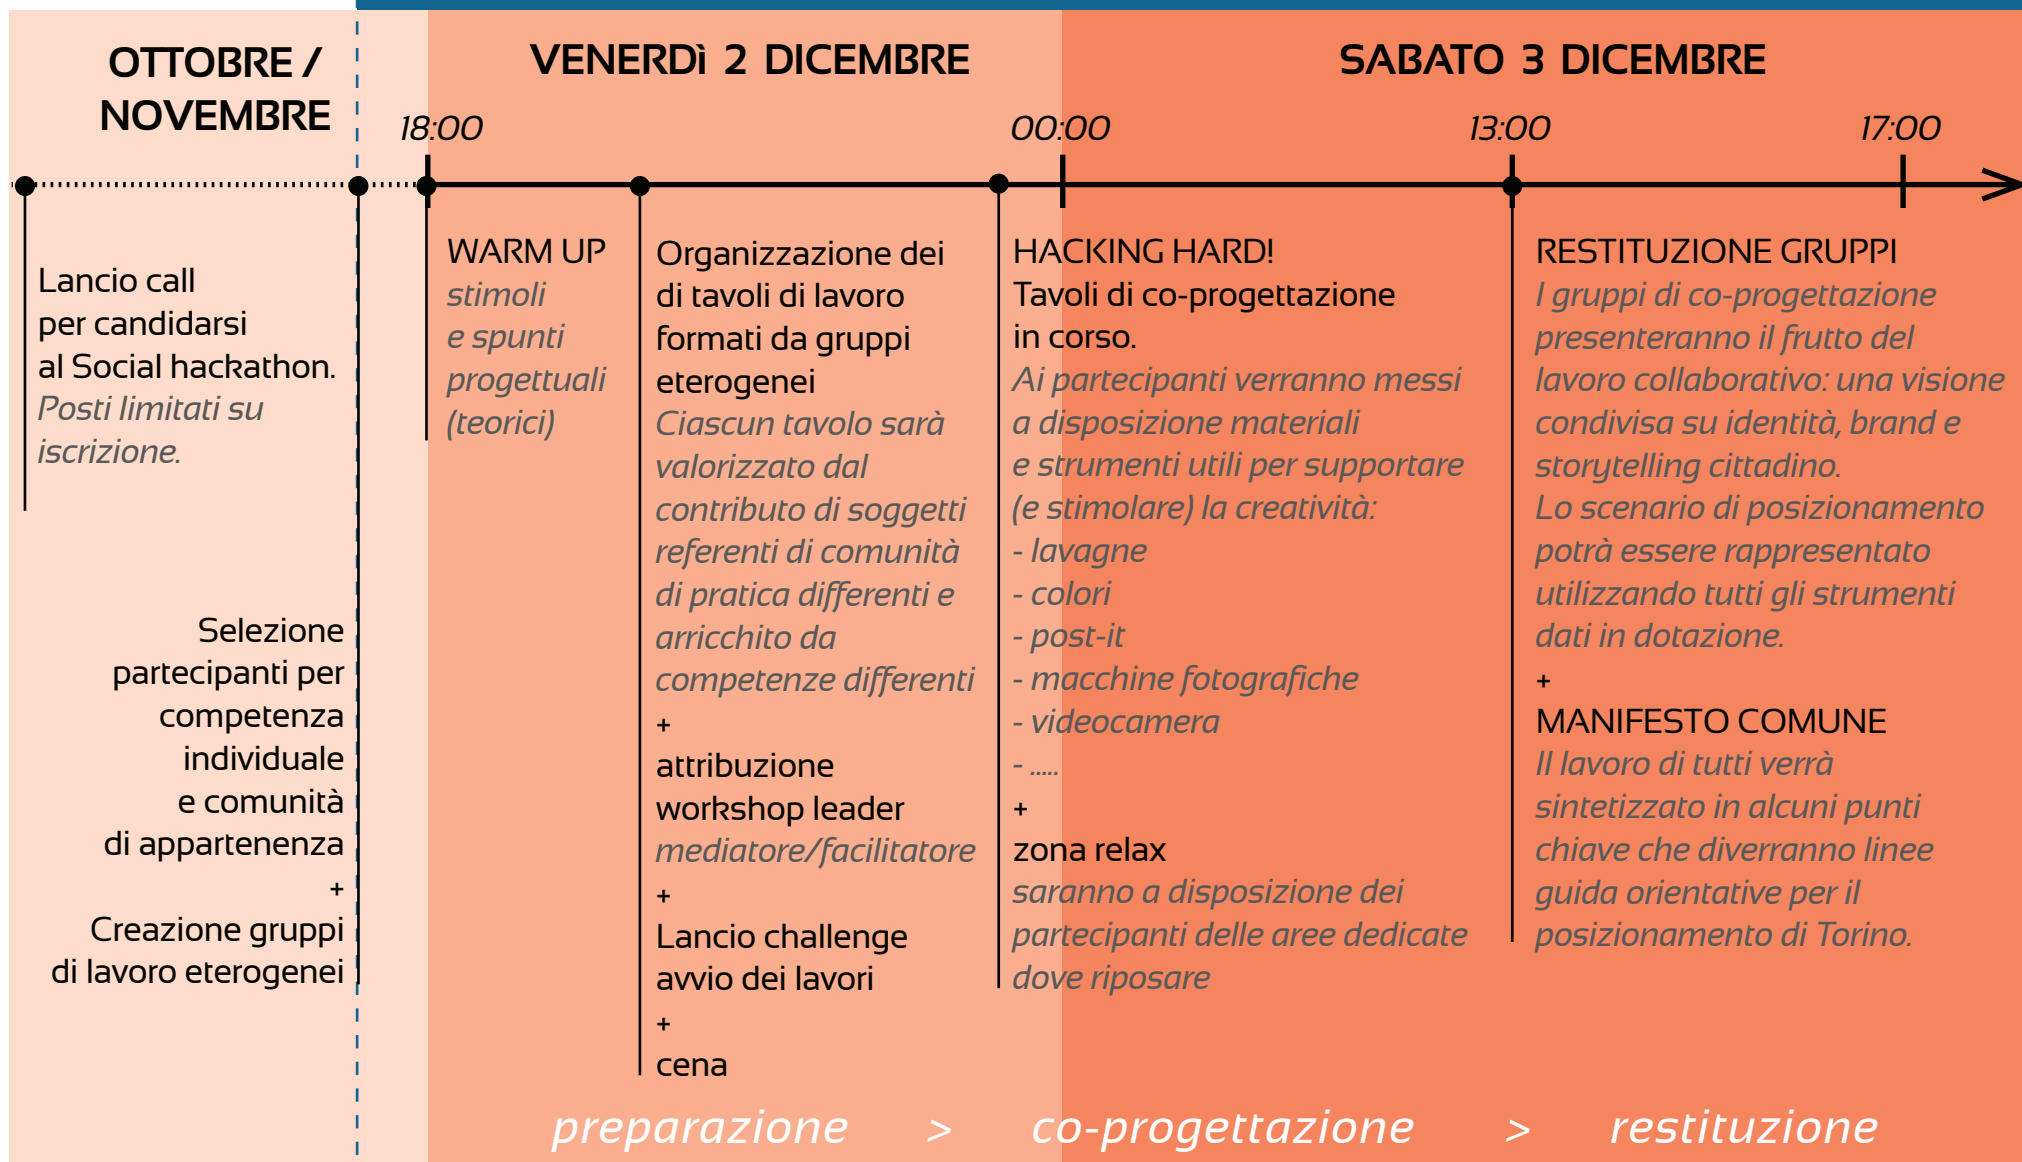 OTTOBRE /
NOVEMBRE
VENERDì 2 DICEMBRE
SABATO 3 DICEMBRE
18:00
00:00
13:00
17:00
Lancio call
per candidarsi
al Social hackathon.
Posti limitati su
iscrizione.
Selezione
partecipanti per
competenza
individuale
e comunità
di appartenenza
+
Creazione gruppi
di lavoro eterogenei
WARM UP
stimoli
e spunti
progettuali
(teorici)
Organizzazione dei
di tavoli di lavoro
formati da gruppi
eterogenei
Ciascun tavolo sarà
valorizzato dal
contributo di soggetti
referenti di comunità
di pratica differenti e
arricchito da
competenze differenti
+
attribuzione
workshop leader
mediatore/facilitatore
+
Lancio challenge
avvio dei lavori
+
cena
HACKING HARD!
Tavoli di co-progettazione
in corso.
Ai partecipanti verranno messi
a disposizione materiali
e strumenti utili per supportare
(e stimolare) la creatività:
- lavagne
- colori
- post-it
- macchine fotografiche
- videocamera
- .....
+
zona relax
saranno a disposizione dei
partecipanti delle aree dedicate
dove riposare
RESTITUZIONE GRUPPI
I gruppi di co-progettazione
presenteranno il frutto del
lavoro collaborativo: una visione
condivisa su identità, brand e
storytelling cittadino.
Lo scenario di posizionamento
potrà essere rappresentato
utilizzando tutti gli strumenti
dati in dotazione.
+
MANIFESTO COMUNE
Il lavoro di tutti verrà
sintetizzato in alcuni punti
chiave che diverranno linee
guida orientative per il
posizionamento di Torino.
preparazione > co-progettazione > restituzione